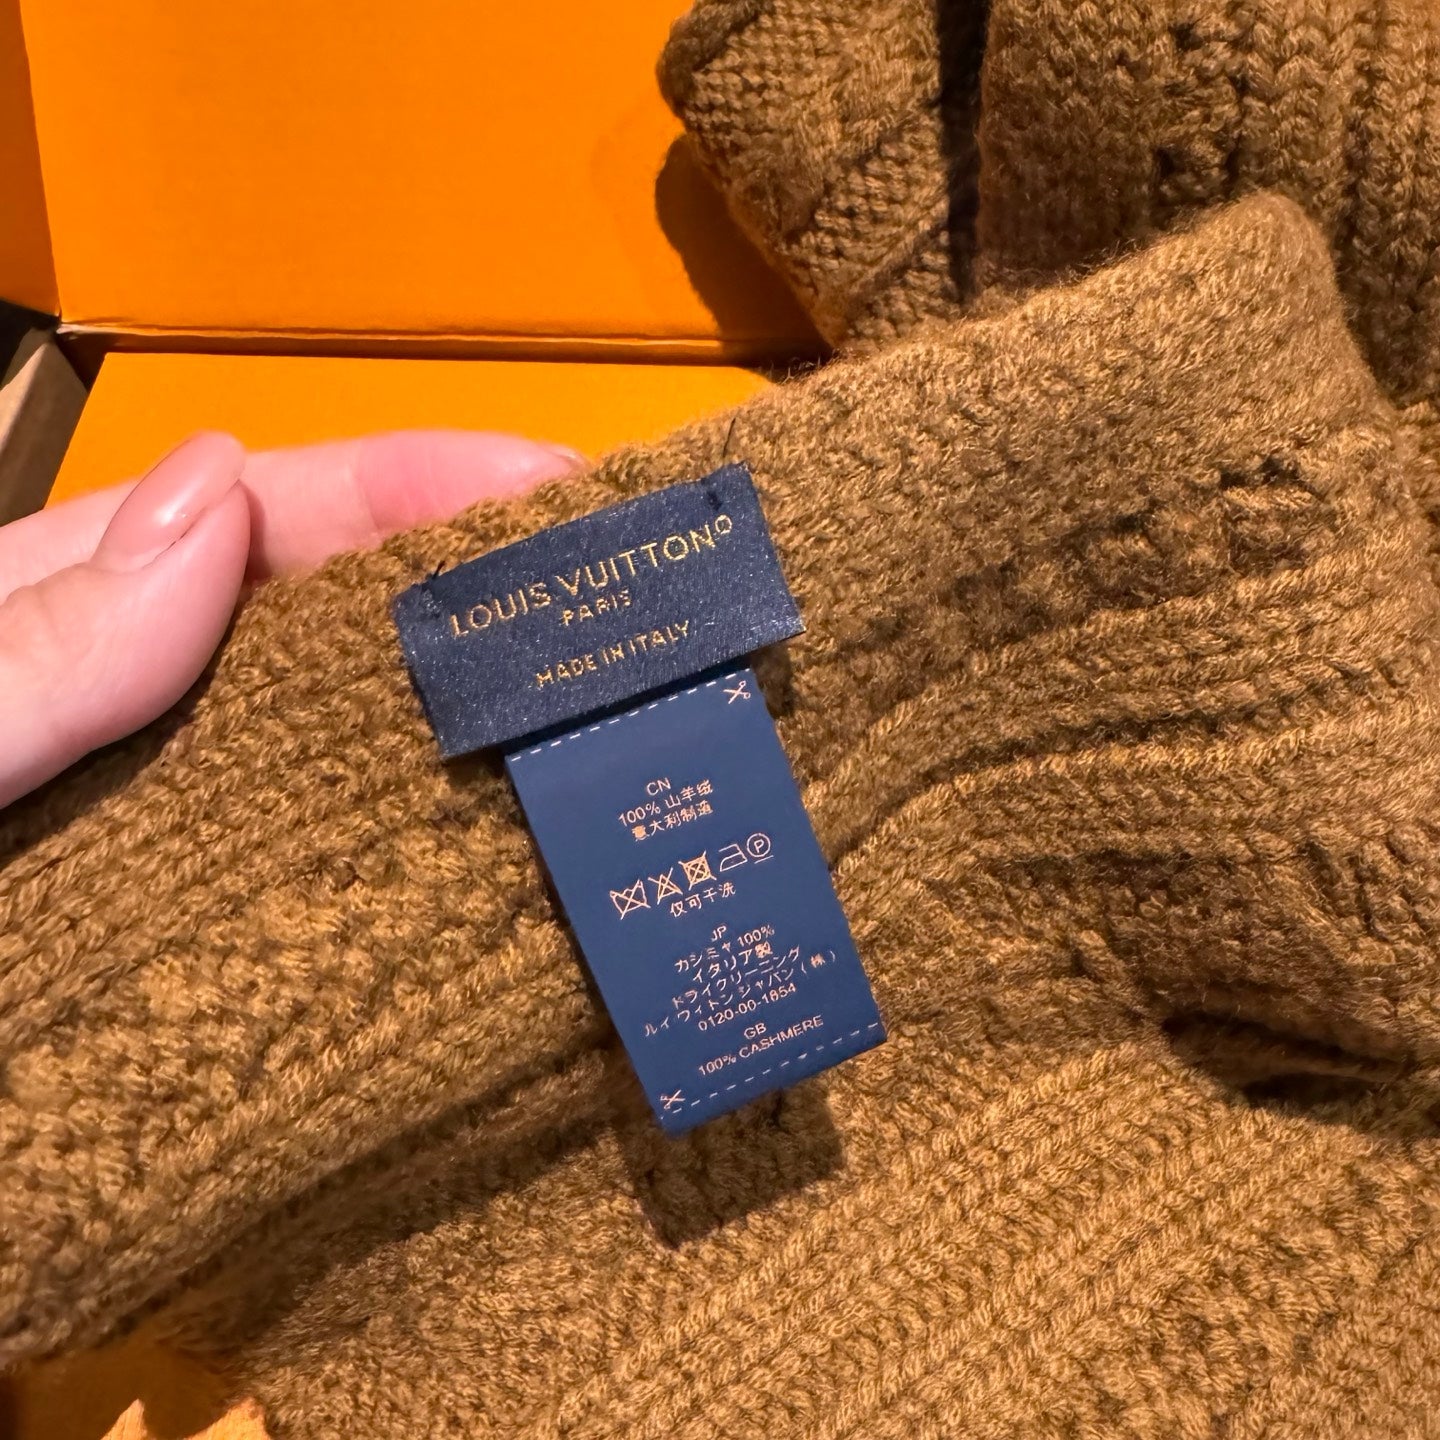 LOUIS VUITTON®
PARIS
MADE IN ITALY
CN
100% 山羊绒
意大利制造
P
仅可干洗
JP
カシミヤ 100%
イタリア製
ドライクリーニング
ルイ ヴィトン ジャパン(株)
0120-00-1854
GB
100% CASHMERE